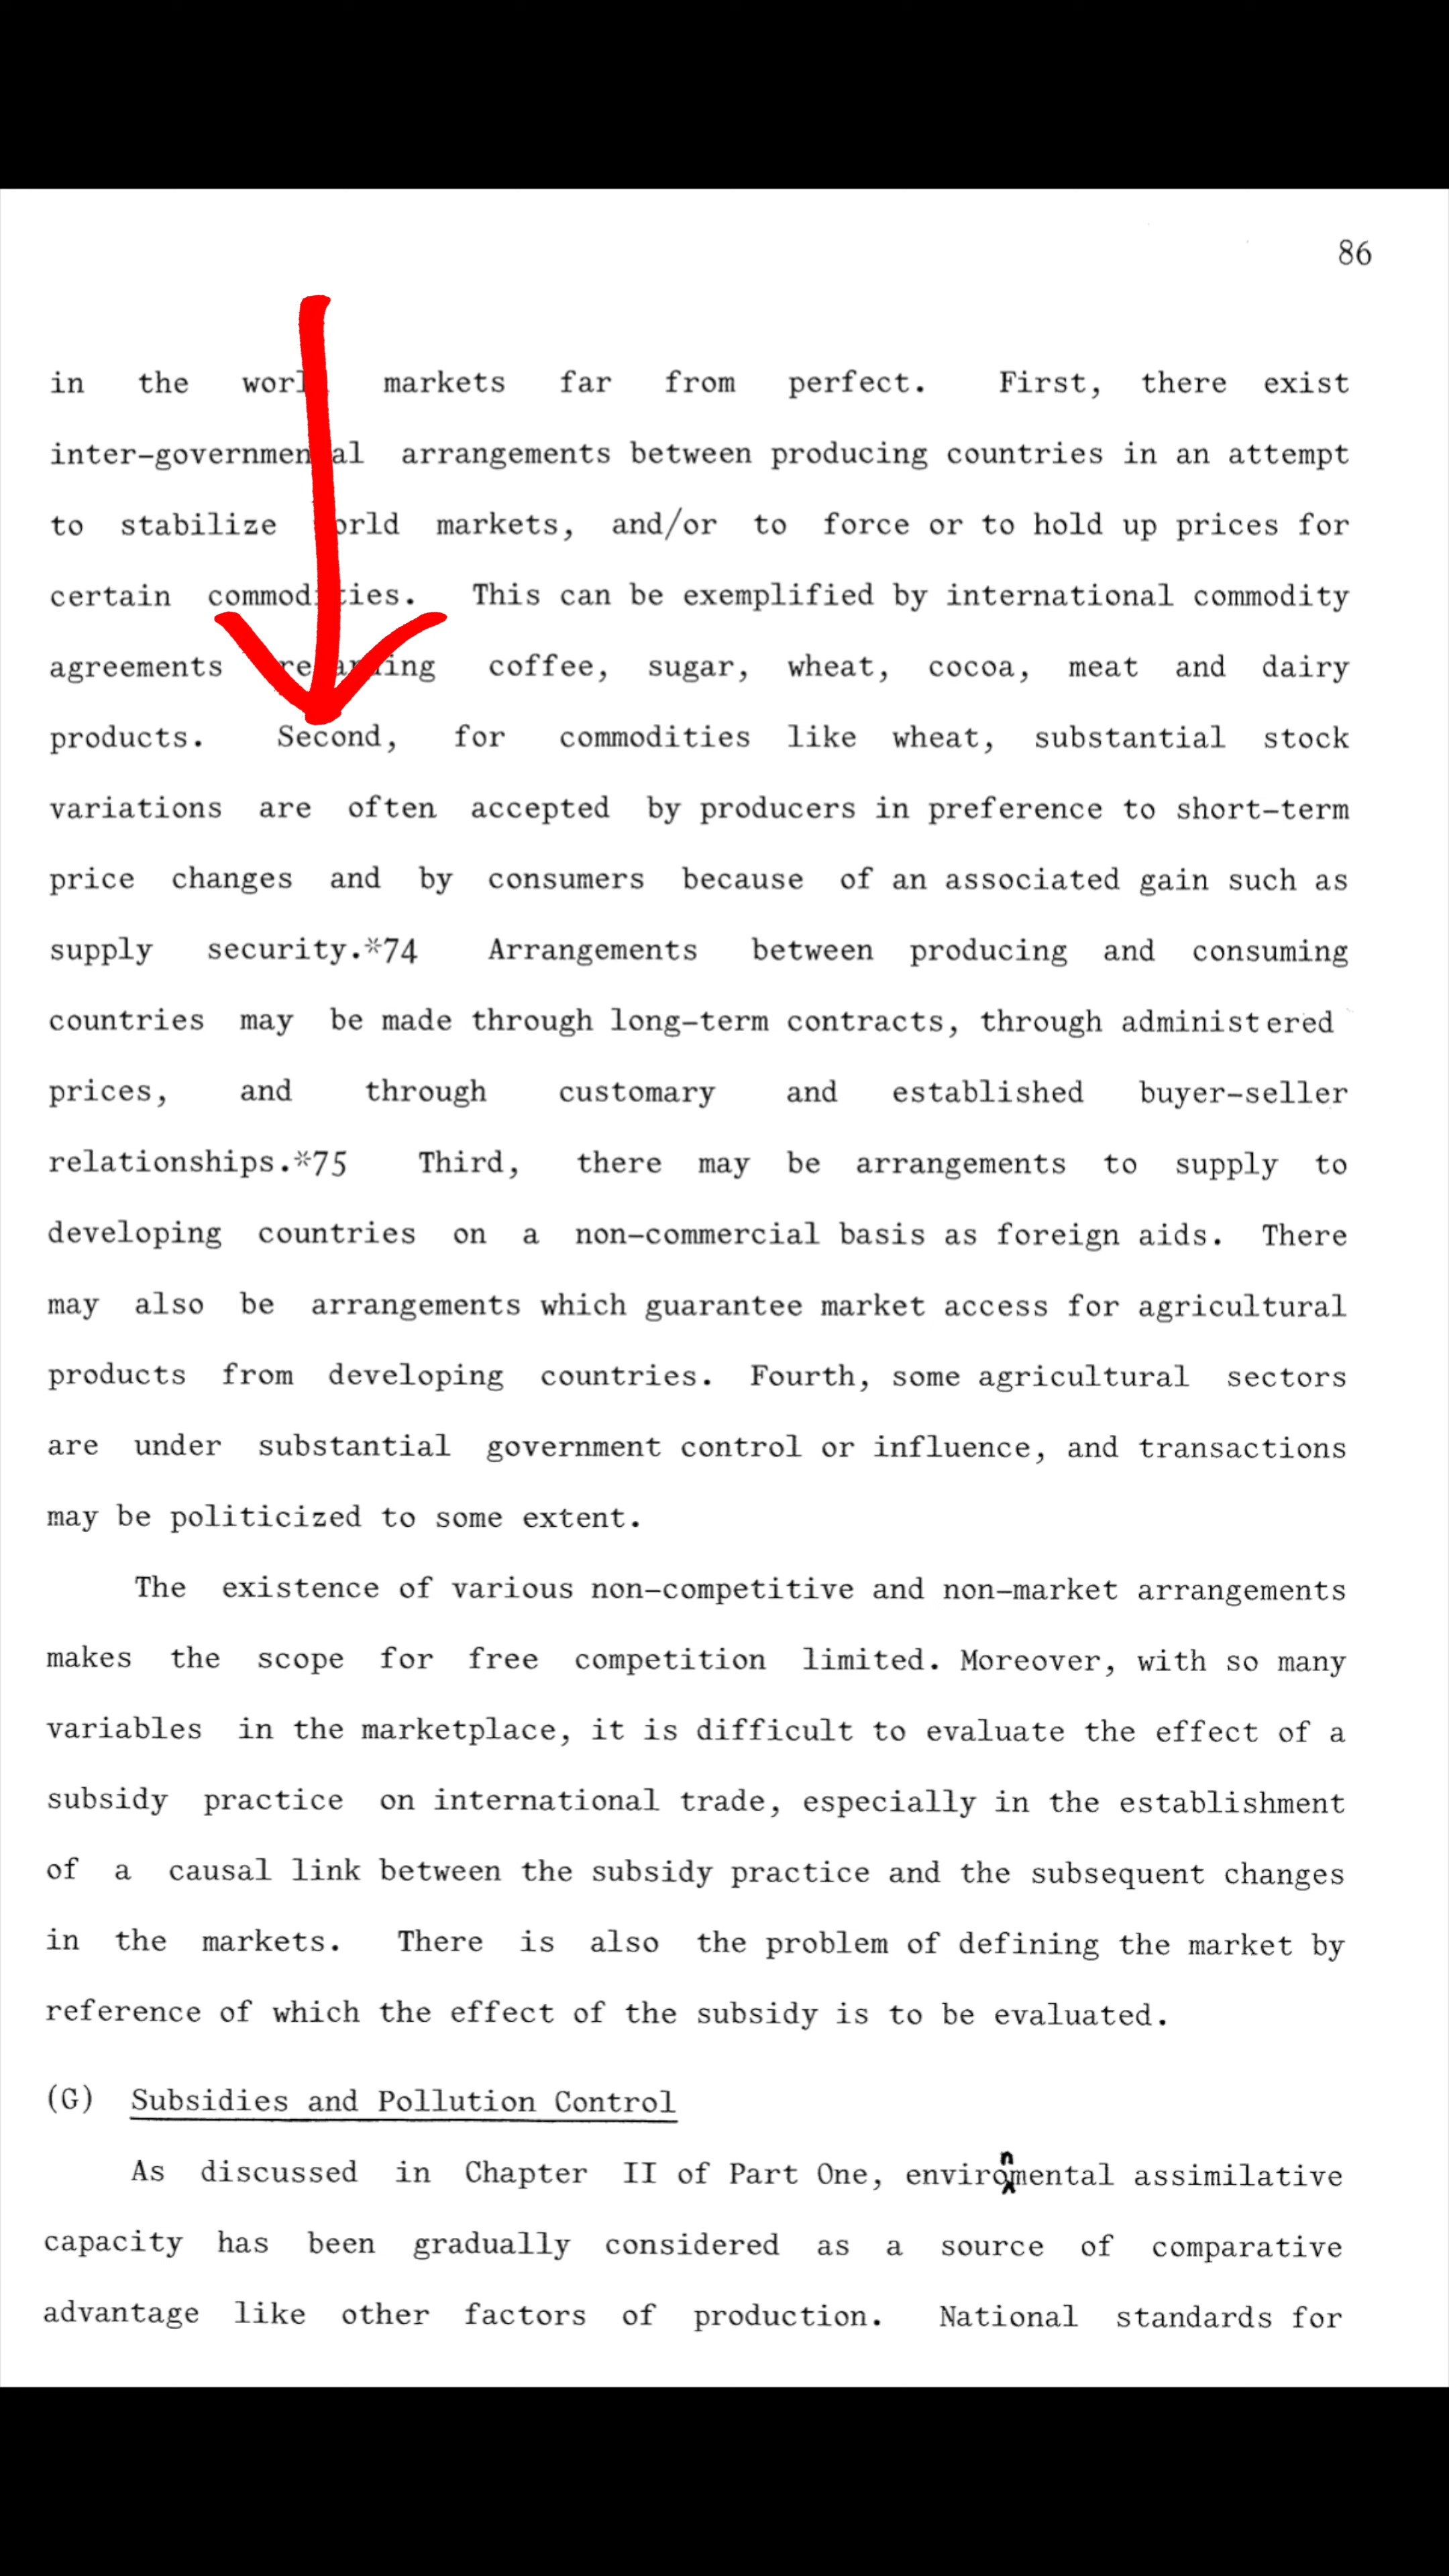 86
in the markets far from perfect. First, there exist
arrangements between producing countries in an attempt
to stabilize markets, and/or to force or to hold up prices for
certain This can be exemplified by international commodity
agreements coffee, sugar, wheat, cocoa, meat and dairy
products. Second, for commodities like wheat, substantial stock
variations are often accepted by producers in preference to short-term
price changes and by consumers because of an associated gain such as
supply security.*74 Arrangements between producing and consuming
countries may be made through long-term contracts, through administered
prices, and through customary and established buyer-seller
relationships.*75 Third, there may be arrangements to supply to
developing countries on a non-commercial basis as foreign aids. There
may also be arrangements which guarantee market access for agricultural
products from developing countries. Fourth, some agricultural sectors
are under substantial government control or influence, and transactions
may be politicized to some extent.
The existence of various non-competitive and non-market arrangements
makes the scope for free competition limited. Moreover, with so many
variables in the marketplace, it is difficult to evaluate the effect of a
subsidy practice on international trade, especially in the establishment
of a causal link between the subsidy practice and the subsequent changes
in the markets. There is also the problem of defining the market by
reference of which the effect of the subsidy is to be evaluated.
(G) Subsidies and Pollution Control
As discussed in Chapter II of Part One, environmental assimilative
capacity has been gradually considered as a source of comparative
advantage like other factors of production. National standards for